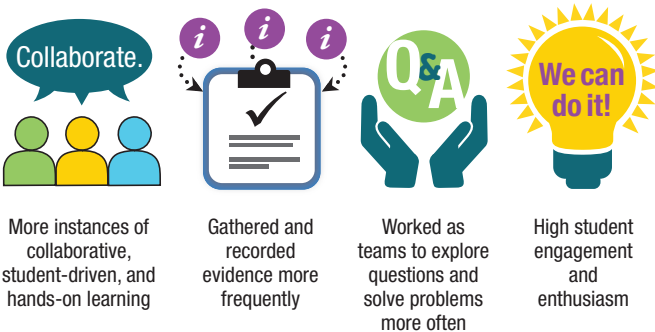 Collaborate.
i
i
i
Q&A
We can
do it!
More instances of
collaborative,
student-driven, and
hands-on learning
Gathered and
recorded
evidence more
frequently
Worked as
teams to explore
questions and
solve problems
more often
High student
engagement
and
enthusiasm